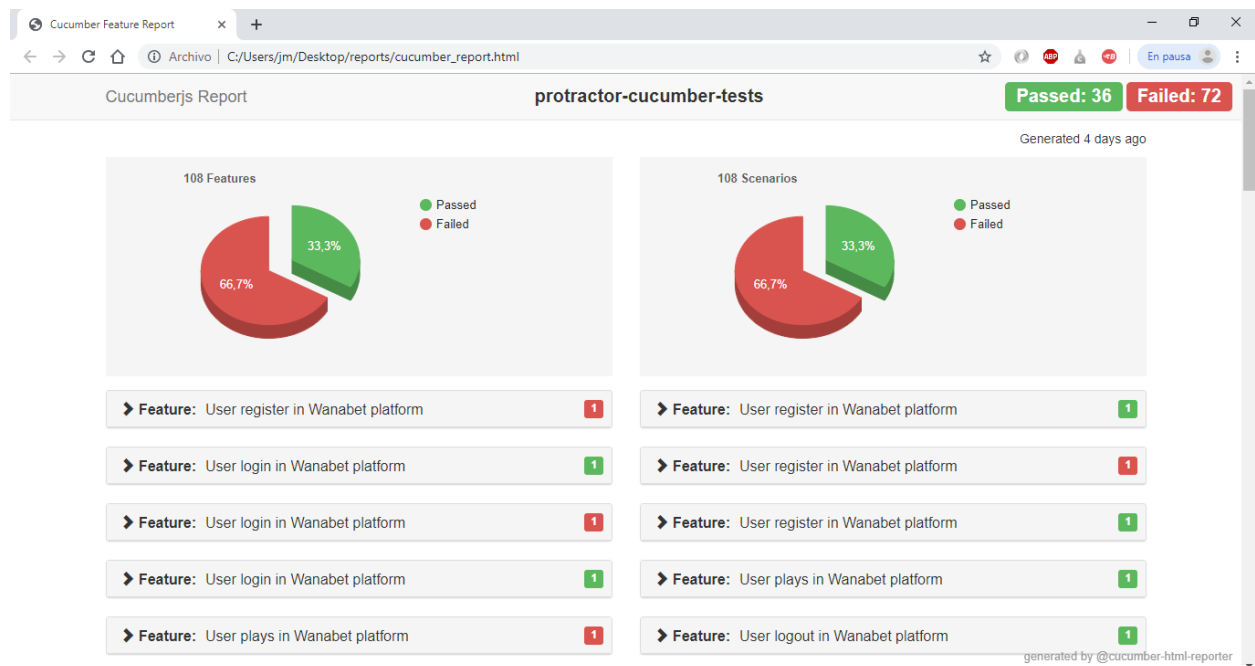 Cucumber Feature Report
Archivo C:/Users/jm/Desktop/reports/cucumber_report.html
ABP
En pausa
Cucumberjs Report
protractor-cucumber-tests
Passed: 36
Failed: 72
Generated 4 days ago
108 Features
Passed
Failed
33,3%
66,7%
108 Scenarios
Passed
Failed
33,3%
66,7%
Feature: User register in Wanabet platform 1
Feature: User register in Wanabet platform 1
Feature: User login in Wanabet platform 1
Feature: User register in Wanabet platform 1
Feature: User login in Wanabet platform 1
Feature: User register in Wanabet platform 1
Feature: User login in Wanabet platform 1
Feature: User plays in Wanabet platform 1
Feature: User plays in Wanabet platform 1
Feature: User logout in Wanabet platform 1
generated by @cucumber-html-reporter